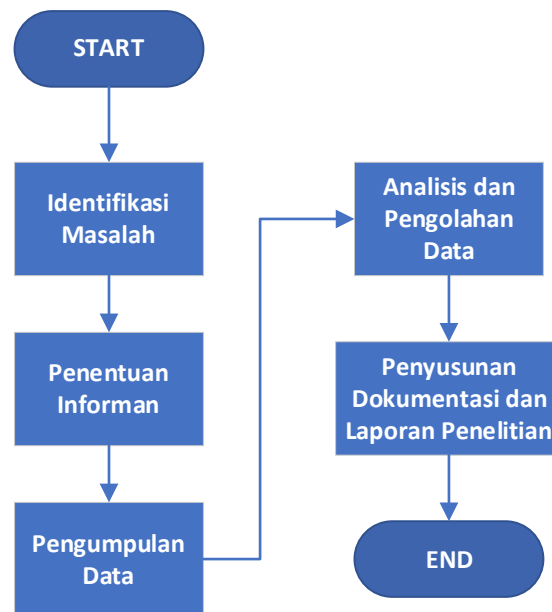 START
Identifikasi
Masalah
Penentuan
Informan
Pengumpulan
Data
Analisis dan
Pengolahan
Data
Penyusunan
Dokumentasi dan
Laporan Penelitian
END